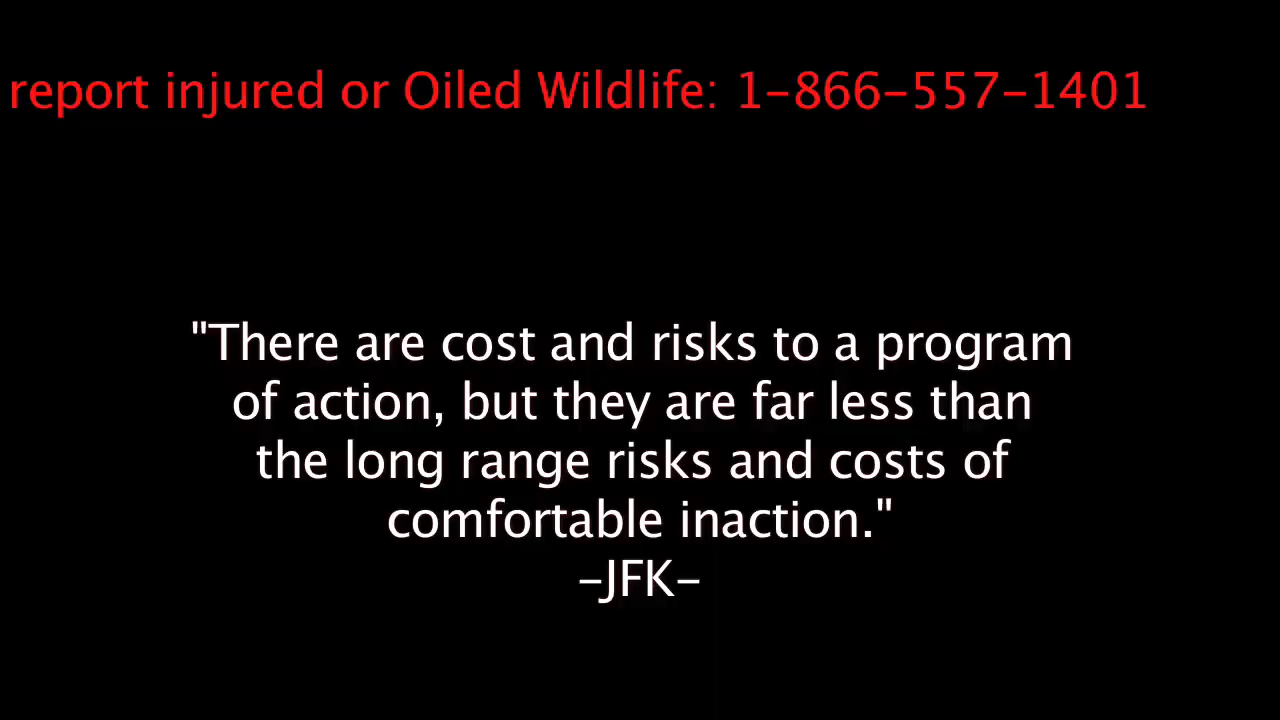 report injured or Oiled Wildlife: 1-866-557-1401
"There are cost and risks to a program
of action, but they are far less than
the long range risks and costs of
comfortable inaction."
-JFK-